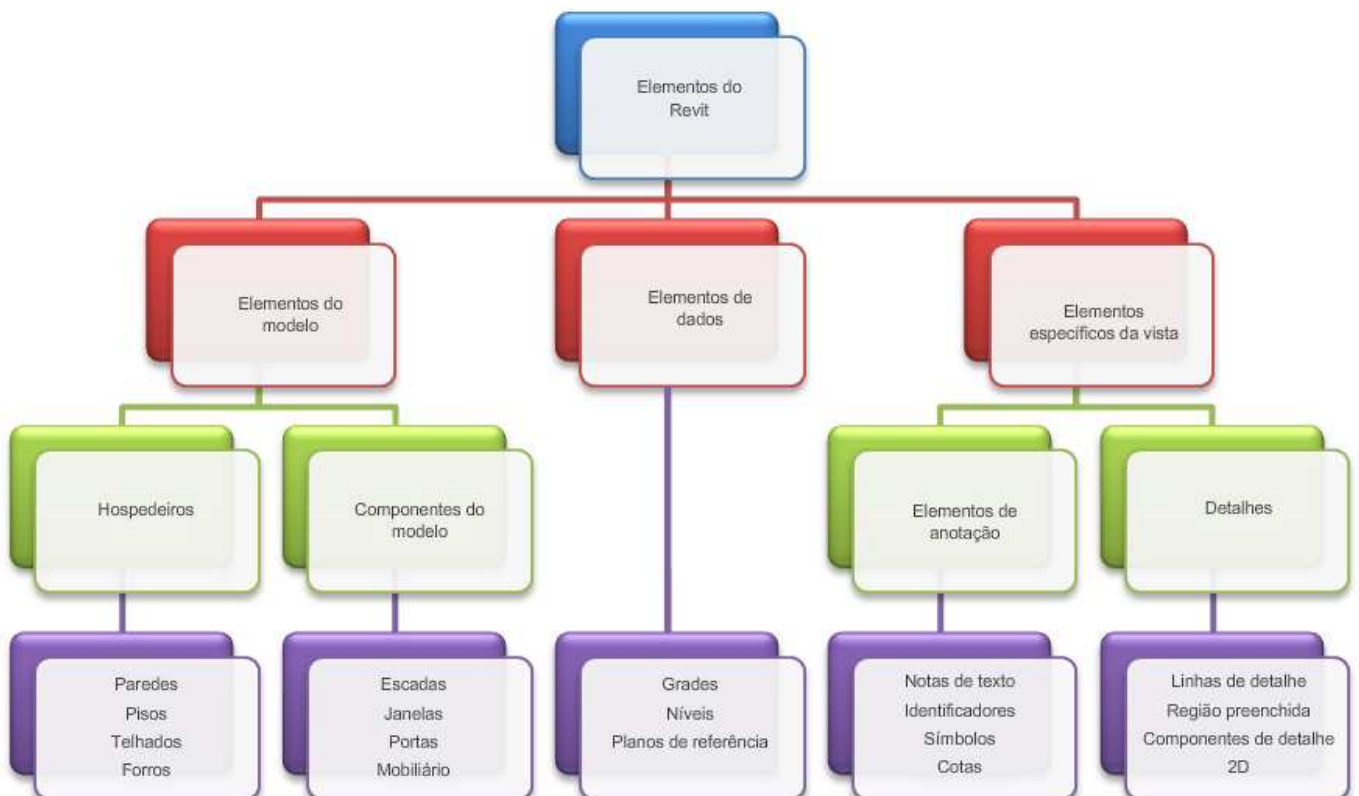 Elementos do
Revit
Elementos do
modelo
Elementos de
dados
Elementos
específicos da vista
Hospedeiros
Componentes do
modelo
Elementos de
anotação
Detalhes
Paredes
Pisos
Telhados
Forros
Escadas
Janelas
Portas
Mobiliário
Grades
Níveis
Planos de referência
Notas de texto
Identificadores
Símbolos
Cotas
Linhas de detalhe
Região preenchida
Componentes de detalhe
2D